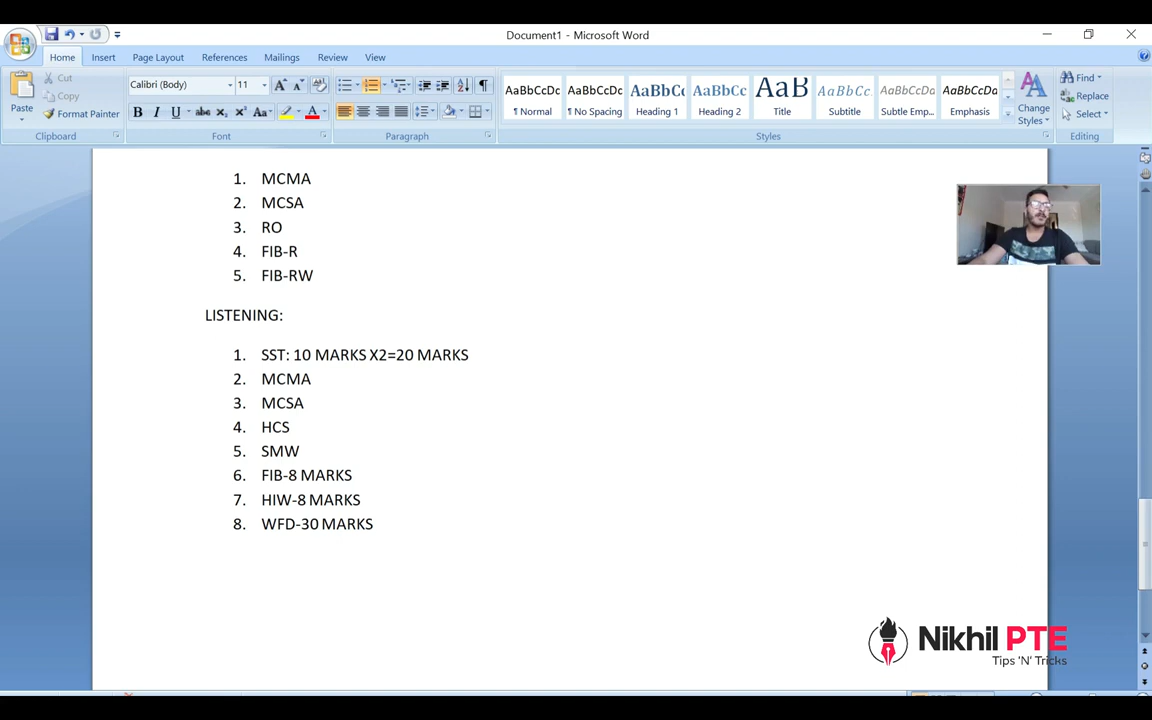 Document1 - Microsoft Word
Home Insert Page Layout References Mailings Review View
Paste
Cut
Copy
Format Painter
Clipboard
Calibri (Body) 11
Font
Paragraph
AaBbCcDc AaBbCcDc AaBbCc AaBbCc AaB AaBbCc. AaBbCcDa AaBbCcDa
¶ Normal ¶ No Spacing Heading 1 Heading 2 Title Subtitle Subtle Emp... Emphasis
Styles
Change Styles
Find
Replace
Select
Editing
1. MCMA
2. MCSA
3. RO
4. FIB-R
5. FIB-RW
LISTENING:
1. SST: 10 MARKS X2=20 MARKS
2. MCMA
3. MCSA
4. HCS
5. SMW
6. FIB-8 MARKS
7. HIW-8 MARKS
8. WFD-30 MARKS
Nikhil PTE
Tips 'N' Tricks